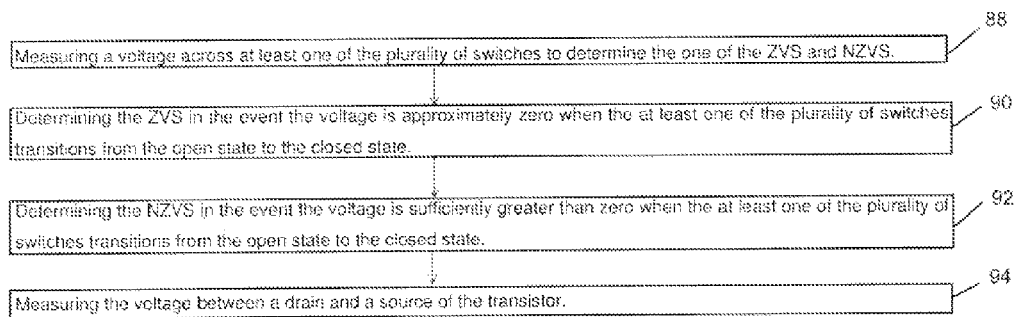 88
Measuring a voltage across at least one of the plurality of switches to determine the one of the ZVS and NZVS.
90
Determining the ZVS in the event the voltage is approximately zero when the at least one of the plurality of switches
transitions from the open state to the closed state.
92
Determining the NZVS in the event the voltage is sufficiently greater than zero when the at least one of the plurality of
switches transitions from the open state to the closed state.
94
Measuring the voltage between a drain and a source of the transistor.